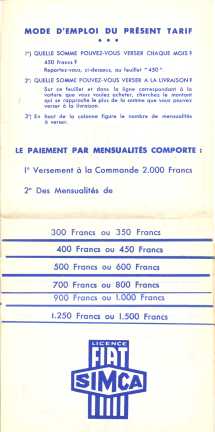 MODE D'EMPLOI DU PRÉSENT TARIF
1°) QUELLE SOMME POUVEZ-VOUS VERSER CHAQUE MOIS ?
450 francs ?
Reportez-vous, ci-dessous, au feuillet "450"
2°) QUELLE SOMME POUVEZ-VOUS VERSER A LA LIVRAISON ?
Sur ce feuillet et dans la ligne correspondant à la
voiture que vous voulez acheter, cherchez le montant
qui se rapproche le plus de la somme que vous pouvez
verser à la livraison.
3°) En haut de la colonne figure le nombre de mensualités
à verser.
LE PAIEMENT PAR MENSUALITÉS COMPORTE :
1° Versement à la Commande 2.000 Francs
2° Des Mensualités de
300 Francs ou 350 Francs
400 Francs ou 450 Francs
500 Francs ou 600 Francs
700 Francs ou 800 Francs
900 Francs ou 1.000 Francs
1.250 Francs ou 1.500 Francs
LICENCE
FIAT
SIMCA